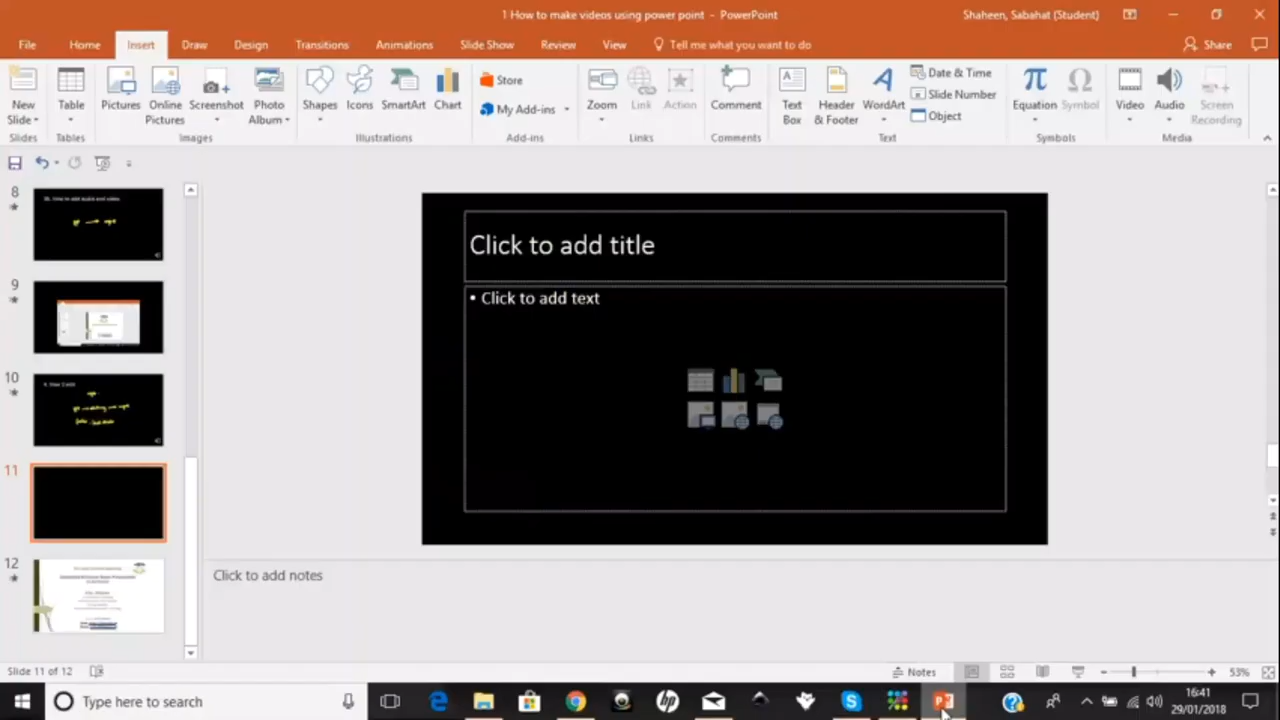 1 How to make videos using power point - PowerPoint
Shaheen, Sabahat (Student)
File Home Insert Draw Design Transitions Animations Slide Show Review View Tell me what you want to do Share
New Slide
Table
Pictures
Online Pictures
Screenshot
Photo Album
Shapes
Icons
SmartArt
Chart
Store
My Add-ins
Zoom
Link
Action
Comment
Text Box
Header & Footer
WordArt
Date & Time
Slide Number
Object
Equation
Symbol
Video
Audio
Screen Recording
Slides Tables Images Illustrations Add-ins Links Comments Text Symbols Media
8
9
10
11
12
Click to add title
• Click to add text
Click to add notes
Slide 11 of 12
Notes
53%
Type here to search
16:41
29/01/2018